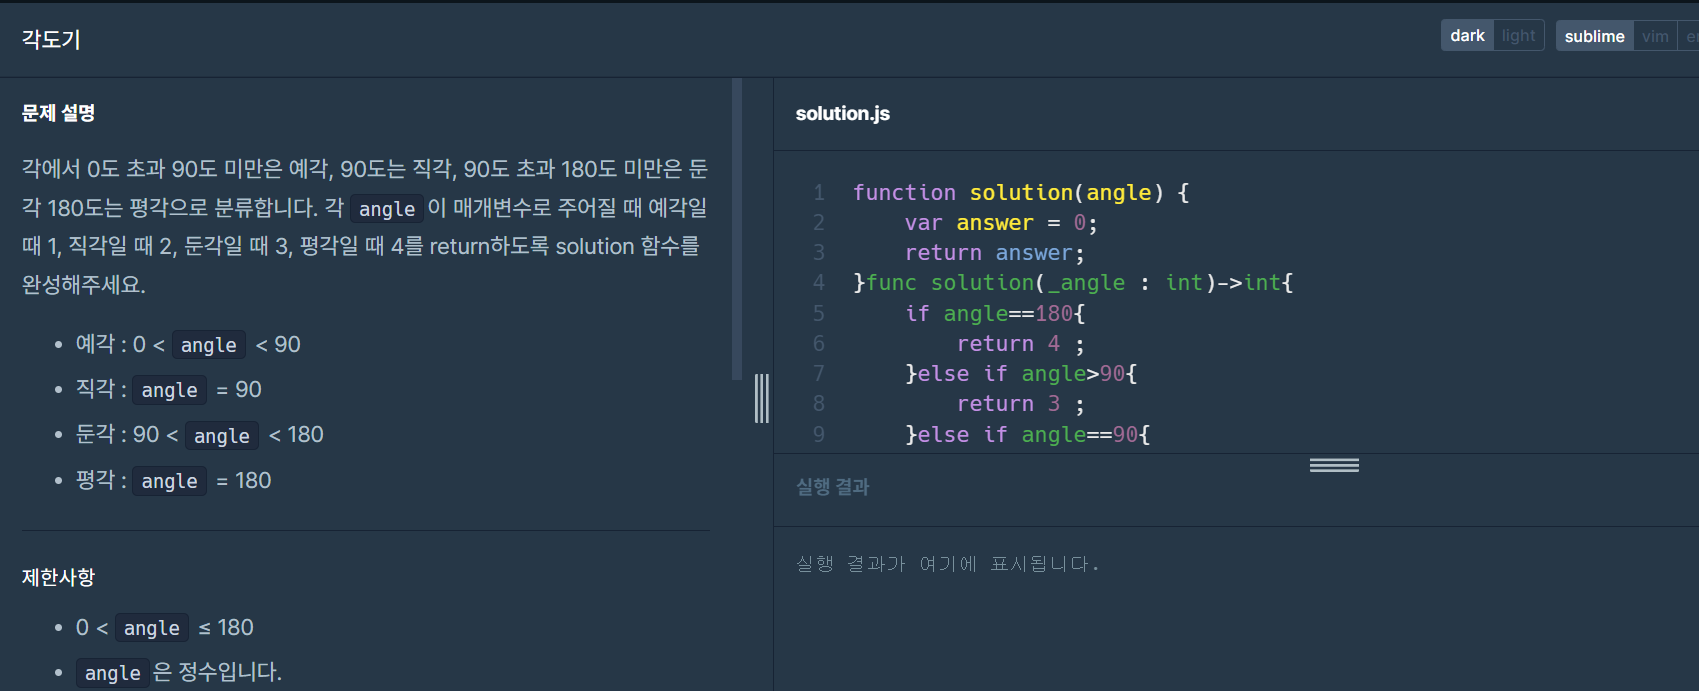 각도기
dark light sublime vim
문제 설명
각에서 0도 초과 90도 미만은 예각, 90도는 직각, 90도 초과 180도 미만은 둔
각 180도는 평각으로 분류합니다. 각 angle 이 매개변수로 주어질 때 예각일
때 1, 직각일 때 2, 둔각일 때 3, 평각일 때 4를 return하도록 solution 함수를
완성해주세요.
• 예각 : 0 < angle < 90
• 직각 : angle = 90
• 둔각 : 90 < angle < 180
• 평각 : angle = 180
제한사항
• 0 < angle ≤ 180
• angle 은 정수입니다.
solution.js
1 function solution(angle) {
2     var answer = 0;
3     return answer;
4 }func solution(_angle : int)->int{
5     if angle==180{
6         return 4 ;
7     }else if angle>90{
8         return 3 ;
9     }else if angle==90{
실행 결과
실행 결과가 여기에 표시됩니다.